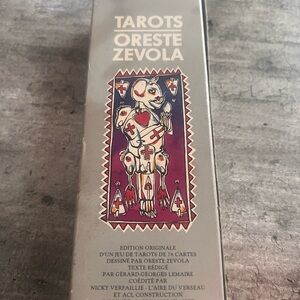 TAROTS
ORESTE
ZEVOLA
EDITION ORIGINALE
D'UN JEU DE TAROTS DE 78 CARTES
DESSINÉ PAR ORESTE ZEVOLA
TEXTE RÉDIGÉ
PAR GÉRARD-GEORGES LEMAIRE
COÉDITÉ PAR
NICKY VERFAILLIE - L'AIRE DU VERSEAU
ET ACL CONSTRUCTION